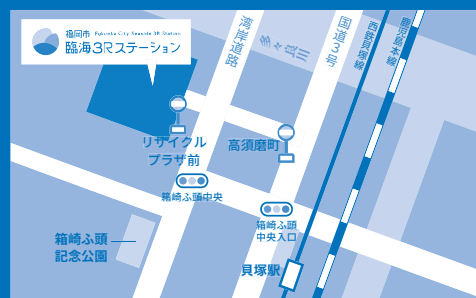 福岡市 Fukuoka City Seaside 3R Station
臨海3Rステーション
湾岸道路
多々良川
国道3号
西鉄貝塚線
鹿児島本線
リサイクル
プラザ前
高須磨町
箱崎ふ頭中央
箱崎ふ頭
中央入口
箱崎ふ頭
記念公園
貝塚駅